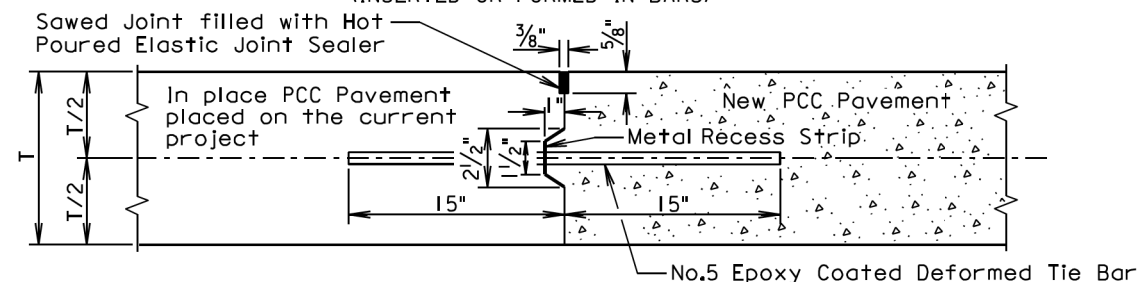 (INSERTED OR FORMED IN BARS)
Sawed Joint filled with Hot
Poured Elastic Joint Sealer
3/8"
5/8"
In place PCC Pavement
placed on the current
project
New PCC Pavement
1"
Metal Recess Strip
T
T/2
T/2
2 1/2"
1 1/2"
15"
15"
No.5 Epoxy Coated Deformed Tie Bar